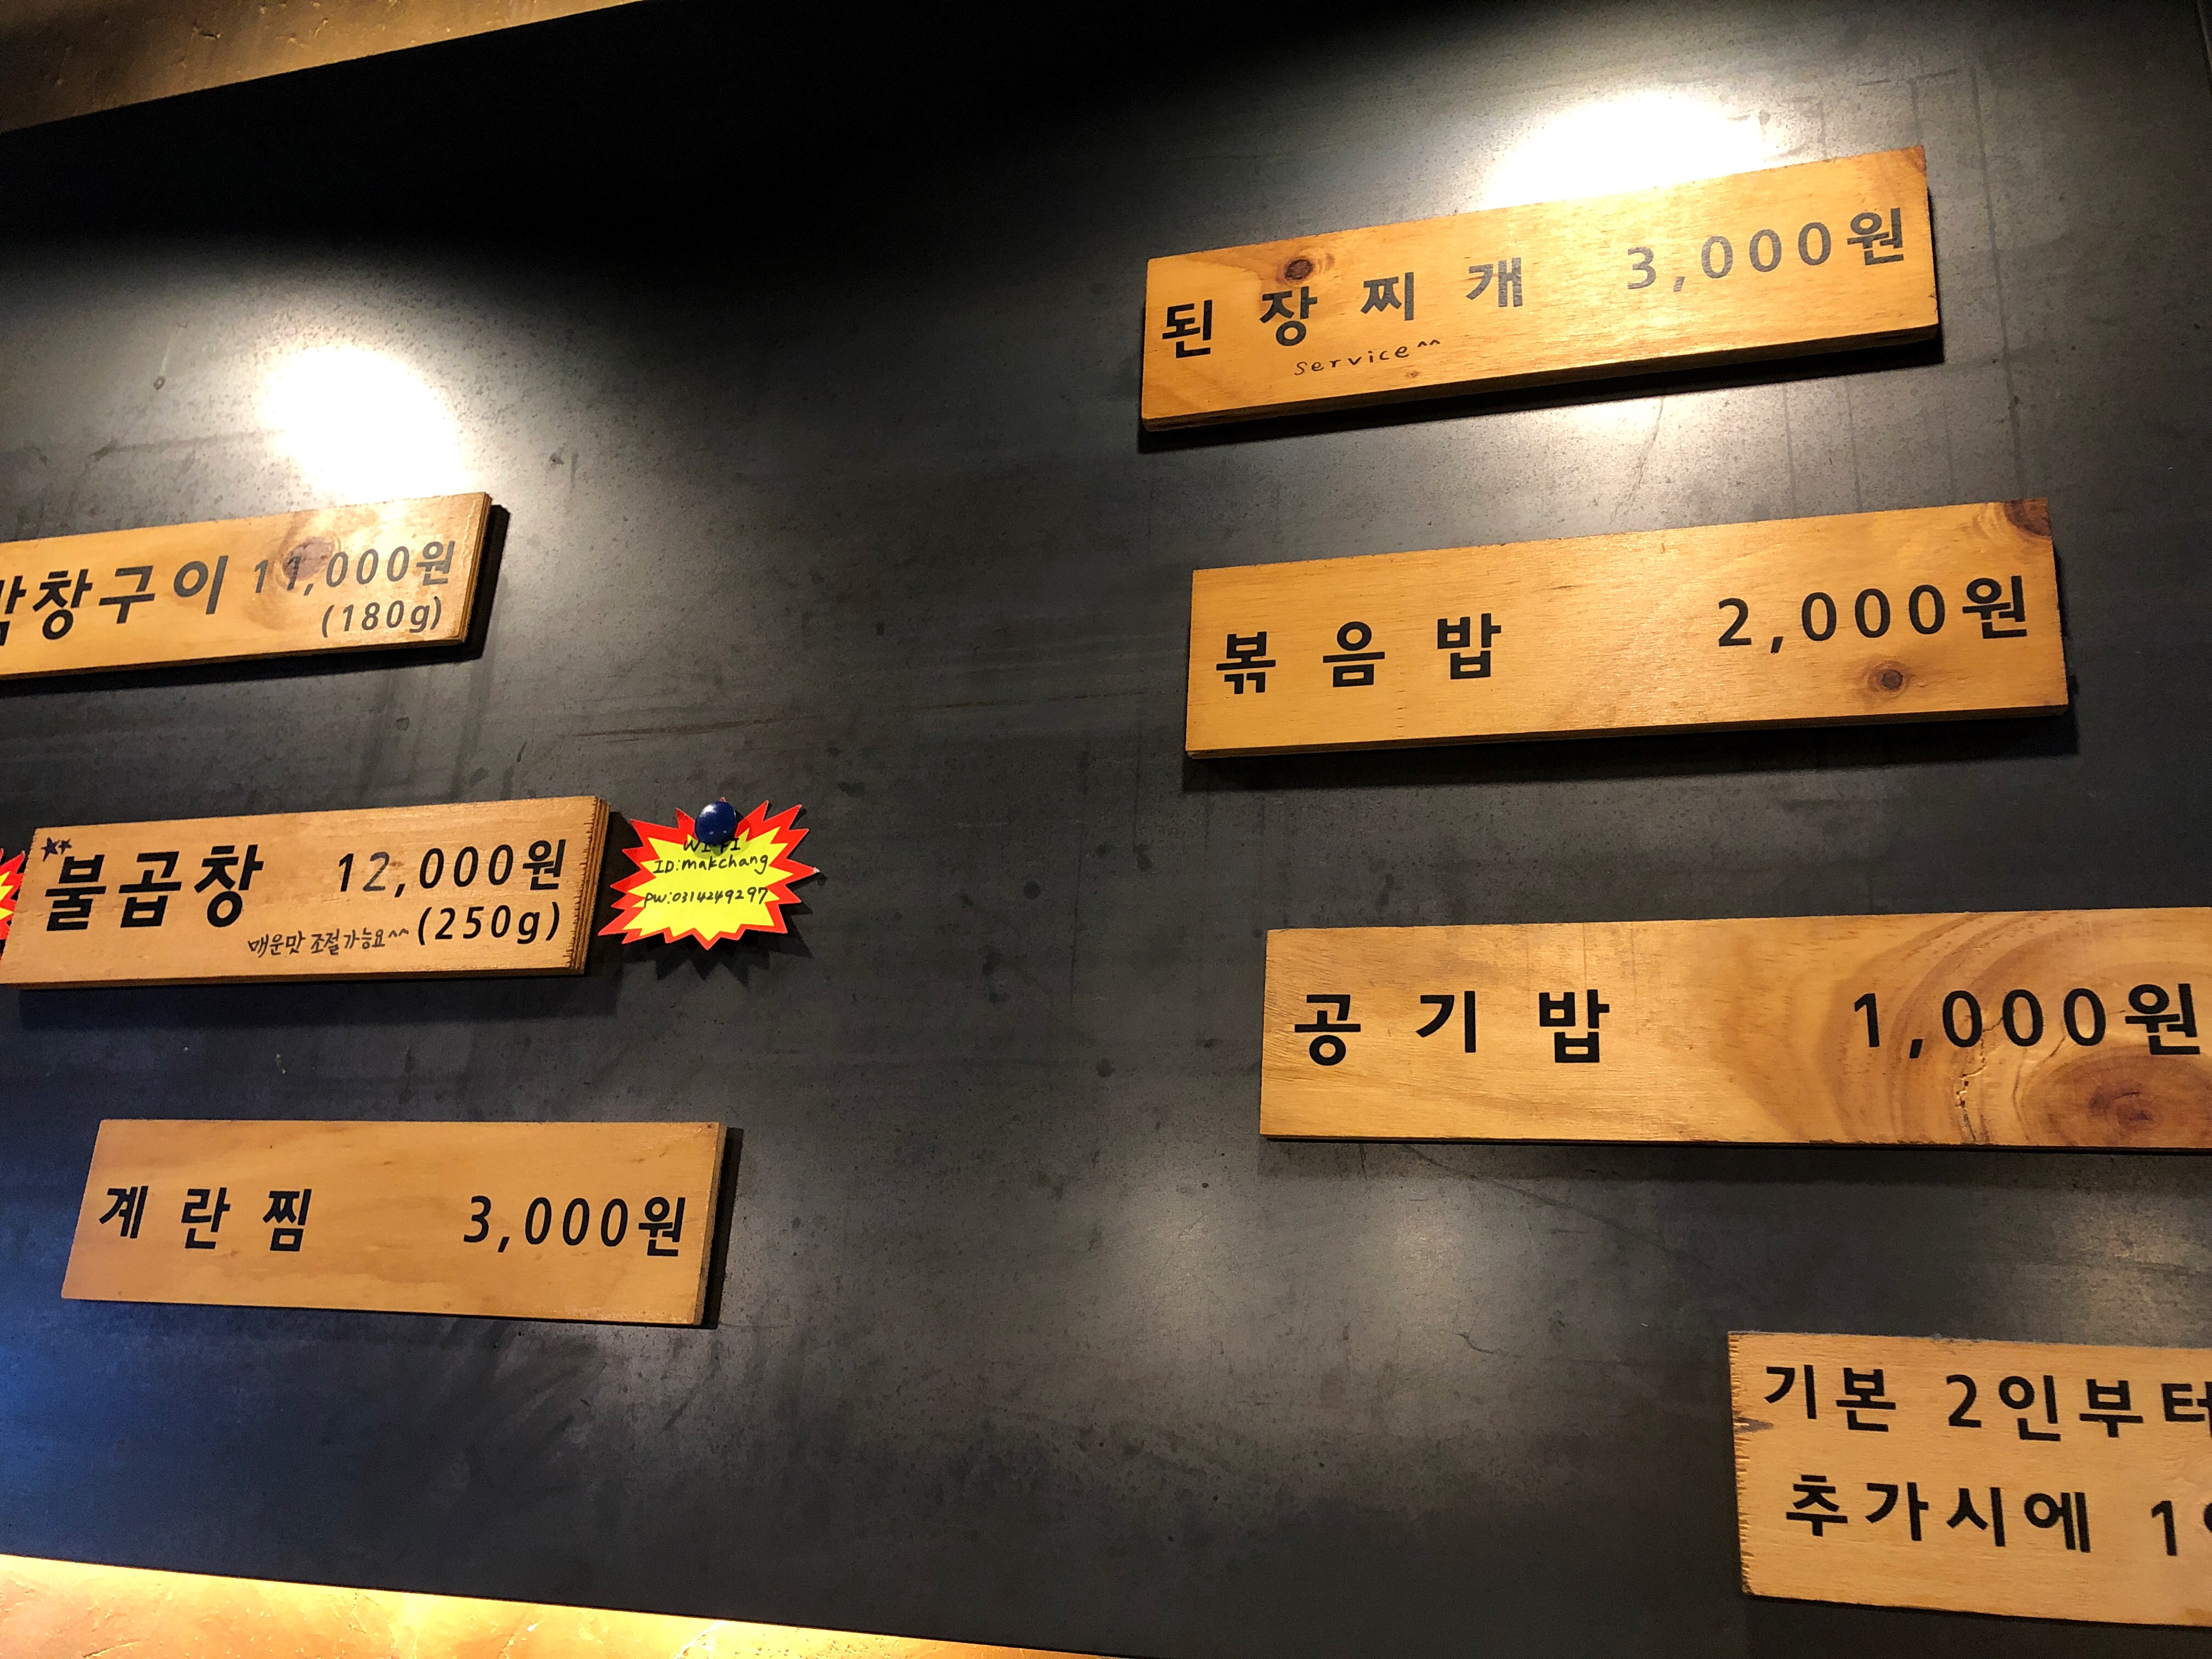 창구이 11,000원
(180g)
불곱창 12,000원
매운맛 조절가능요^^ (250g)
WIFI
ID:makchang
PW:0314249297
계란찜 3,000원
된장찌개 3,000원
service^^
볶음밥 2,000원
공기밥 1,000원
기본 2인부터
추가시에 1